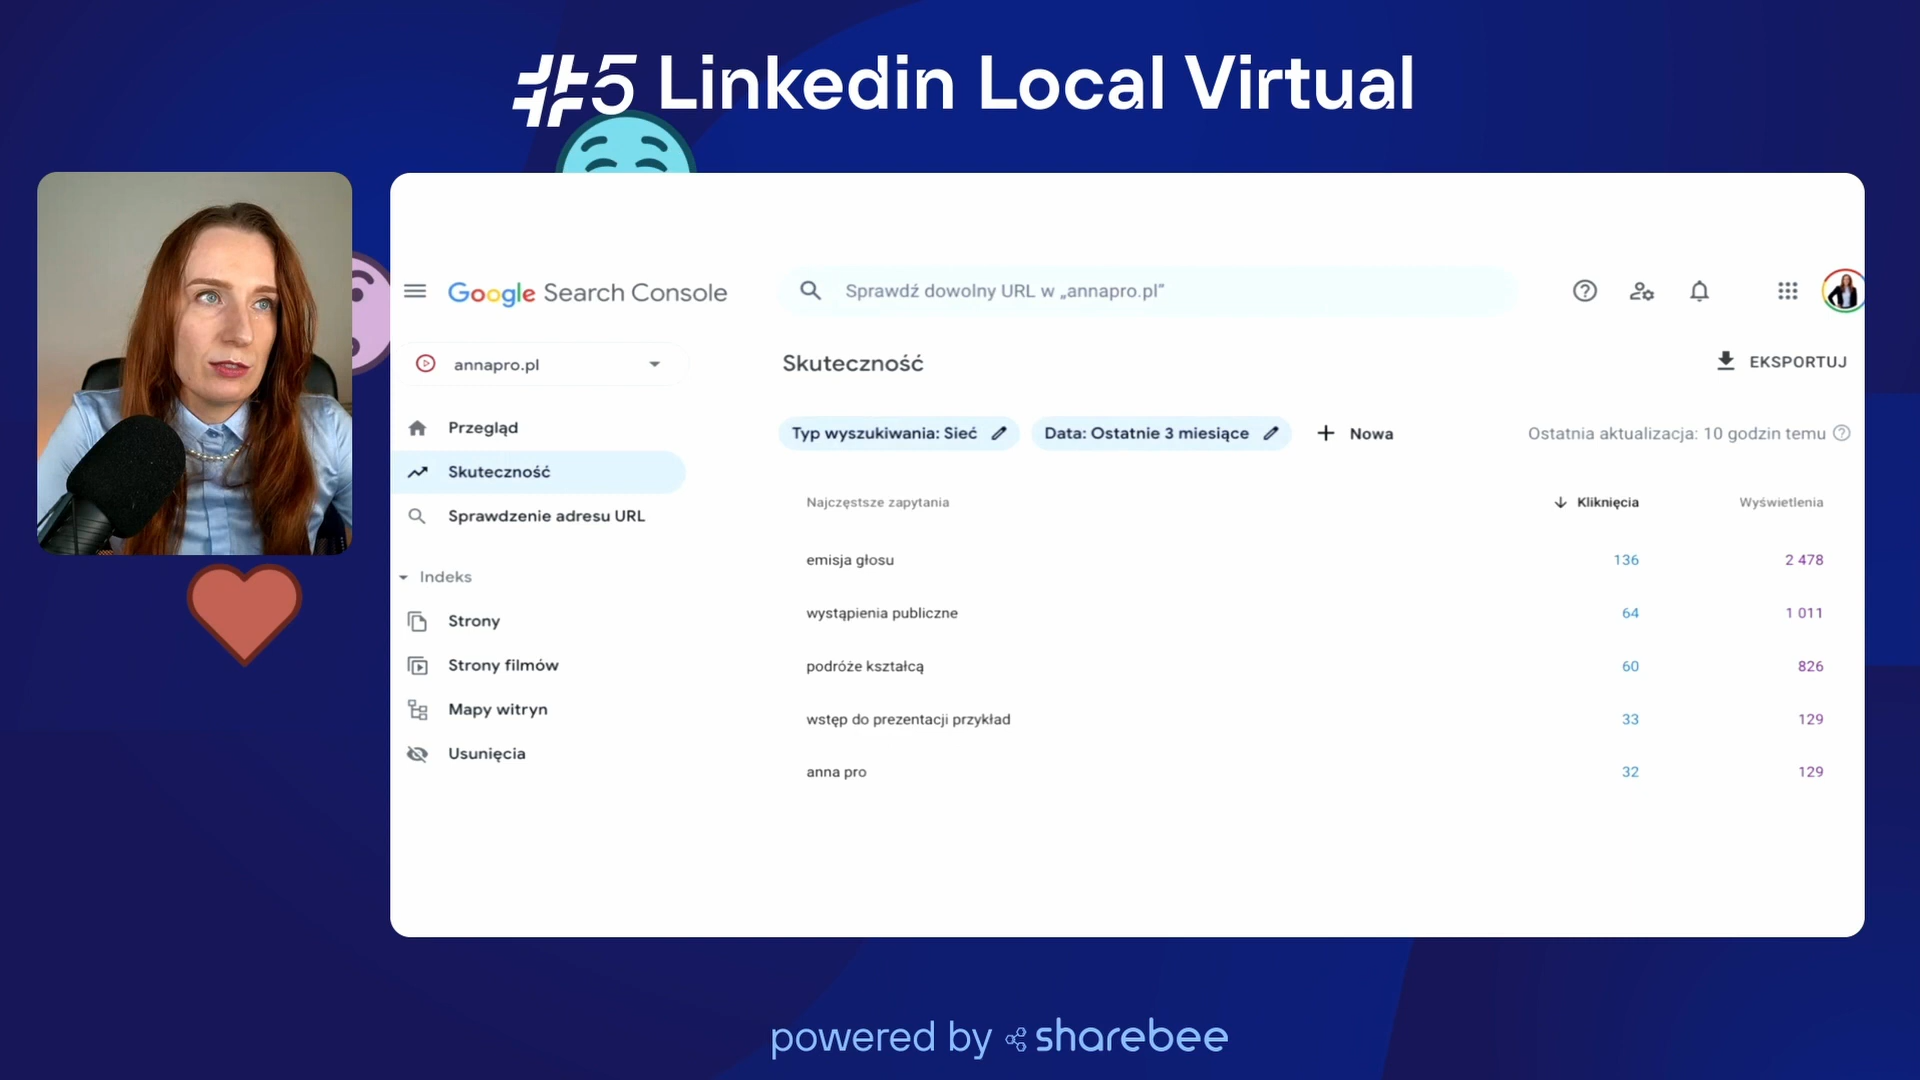 #5 Linkedin Local Virtual
Google Search Console
Sprawdź dowolny URL w „annapro.pl”
annapro.pl
Skuteczność
EKSPORTUJ
Przegląd
Skuteczność
Sprawdzenie adresu URL
Indeks
Strony
Strony filmów
Mapy witryn
Usunięcia
Typ wyszukiwania: Sieć
Data: Ostatnie 3 miesiące
Nowa
Ostatnia aktualizacja: 10 godzin temu
Najczęstsze zapytania Kliknięcia Wyświetlenia
emisja głosu 136 2 478
wystąpienia publiczne 64 1 011
podróże kształcą 60 826
wstęp do prezentacji przykład 33 129
anna pro 32 129
powered by sharebee